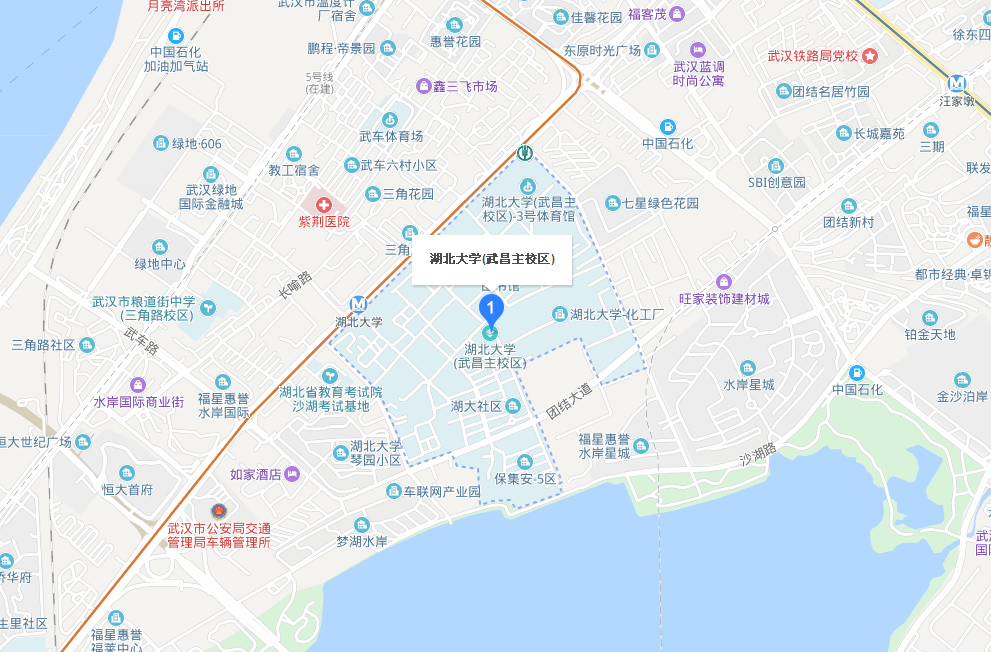 月亮湾派出所
武汉市温度计
厂宿舍
惠誉花园
佳馨花园
福客茂
徐东四
中国石化
加油加气站
鹏程·帝景园
东原时光广场
武汉蓝调
时尚公寓
武汉铁路局党校
5号线
(在建)
鑫三飞市场
团结名居竹园
汪家墩
绿地·606
武车体育场
中国石化
长城嘉苑
三期
教工宿舍
武车六村小区
SBI创意园
联发
武汉绿地
国际金融城
三角花园
湖北大学(武昌主
校区)-3号体育馆
七星绿色花园
紫荆医院
团结新村
福星
三角
绿地中心
湖北大学(武昌主校区)
都市经典·卓锦
长喻路
图书馆
旺家装饰建材城
武汉市粮道街中学
(三角路校区)
1
湖北大学
湖北大学-化工厂
铂金天地
武车路
三角路社区
湖北大学
(武昌主校区)
水岸国际商业街
福星惠誉
水岸国际
湖北省教育考试院
沙湖考试基地
湖大社区
团结大道
水岸星城
中国石化
金沙泊岸
恒大世纪广场
湖北大学
琴园小区
福星惠誉
水岸星城
沙湖路
如家酒店
恒大首府
保集安-5区
车联网产业园
武汉市公安局交通
管理局车辆管理所
梦湖水岸
武汉
国
侨华府
生里社区
福星惠誉
福莱中心